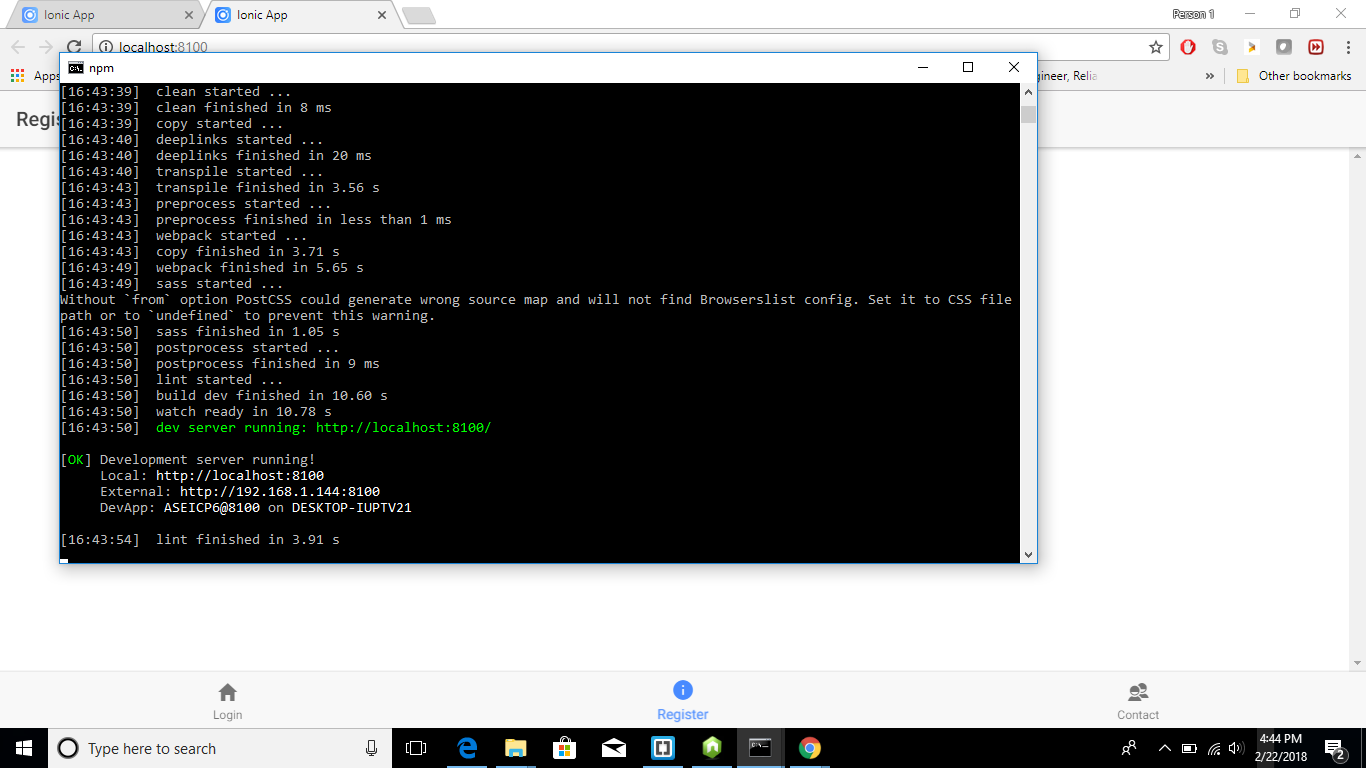 Ionic App
Ionic App
Person 1
localhost:8100
Apps
gineer, Relia
»
Other bookmarks
Regi
npm
[16:43:39]  clean started ...
[16:43:39]  clean finished in 8 ms
[16:43:39]  copy started ...
[16:43:40]  deeplinks started ...
[16:43:40]  deeplinks finished in 20 ms
[16:43:40]  transpile started ...
[16:43:43]  transpile finished in 3.56 s
[16:43:43]  preprocess started ...
[16:43:43]  preprocess finished in less than 1 ms
[16:43:43]  webpack started ...
[16:43:43]  copy finished in 3.71 s
[16:43:49]  webpack finished in 5.65 s
[16:43:49]  sass started ...
Without `from` option PostCSS could generate wrong source map and will not find Browserslist config. Set it to CSS file
path or to `undefined` to prevent this warning.
[16:43:50]  sass finished in 1.05 s
[16:43:50]  postprocess started ...
[16:43:50]  postprocess finished in 9 ms
[16:43:50]  lint started ...
[16:43:50]  build dev finished in 10.60 s
[16:43:50]  watch ready in 10.78 s
[16:43:50]  dev server running: http://localhost:8100/
[OK] Development server running!
Local: http://localhost:8100
External: http://192.168.1.144:8100
DevApp: ASEICP6@8100 on DESKTOP-IUPTV21
[16:43:54]  lint finished in 3.91 s
Login
Register
Contact
Type here to search
4:44 PM
2/22/2018
2